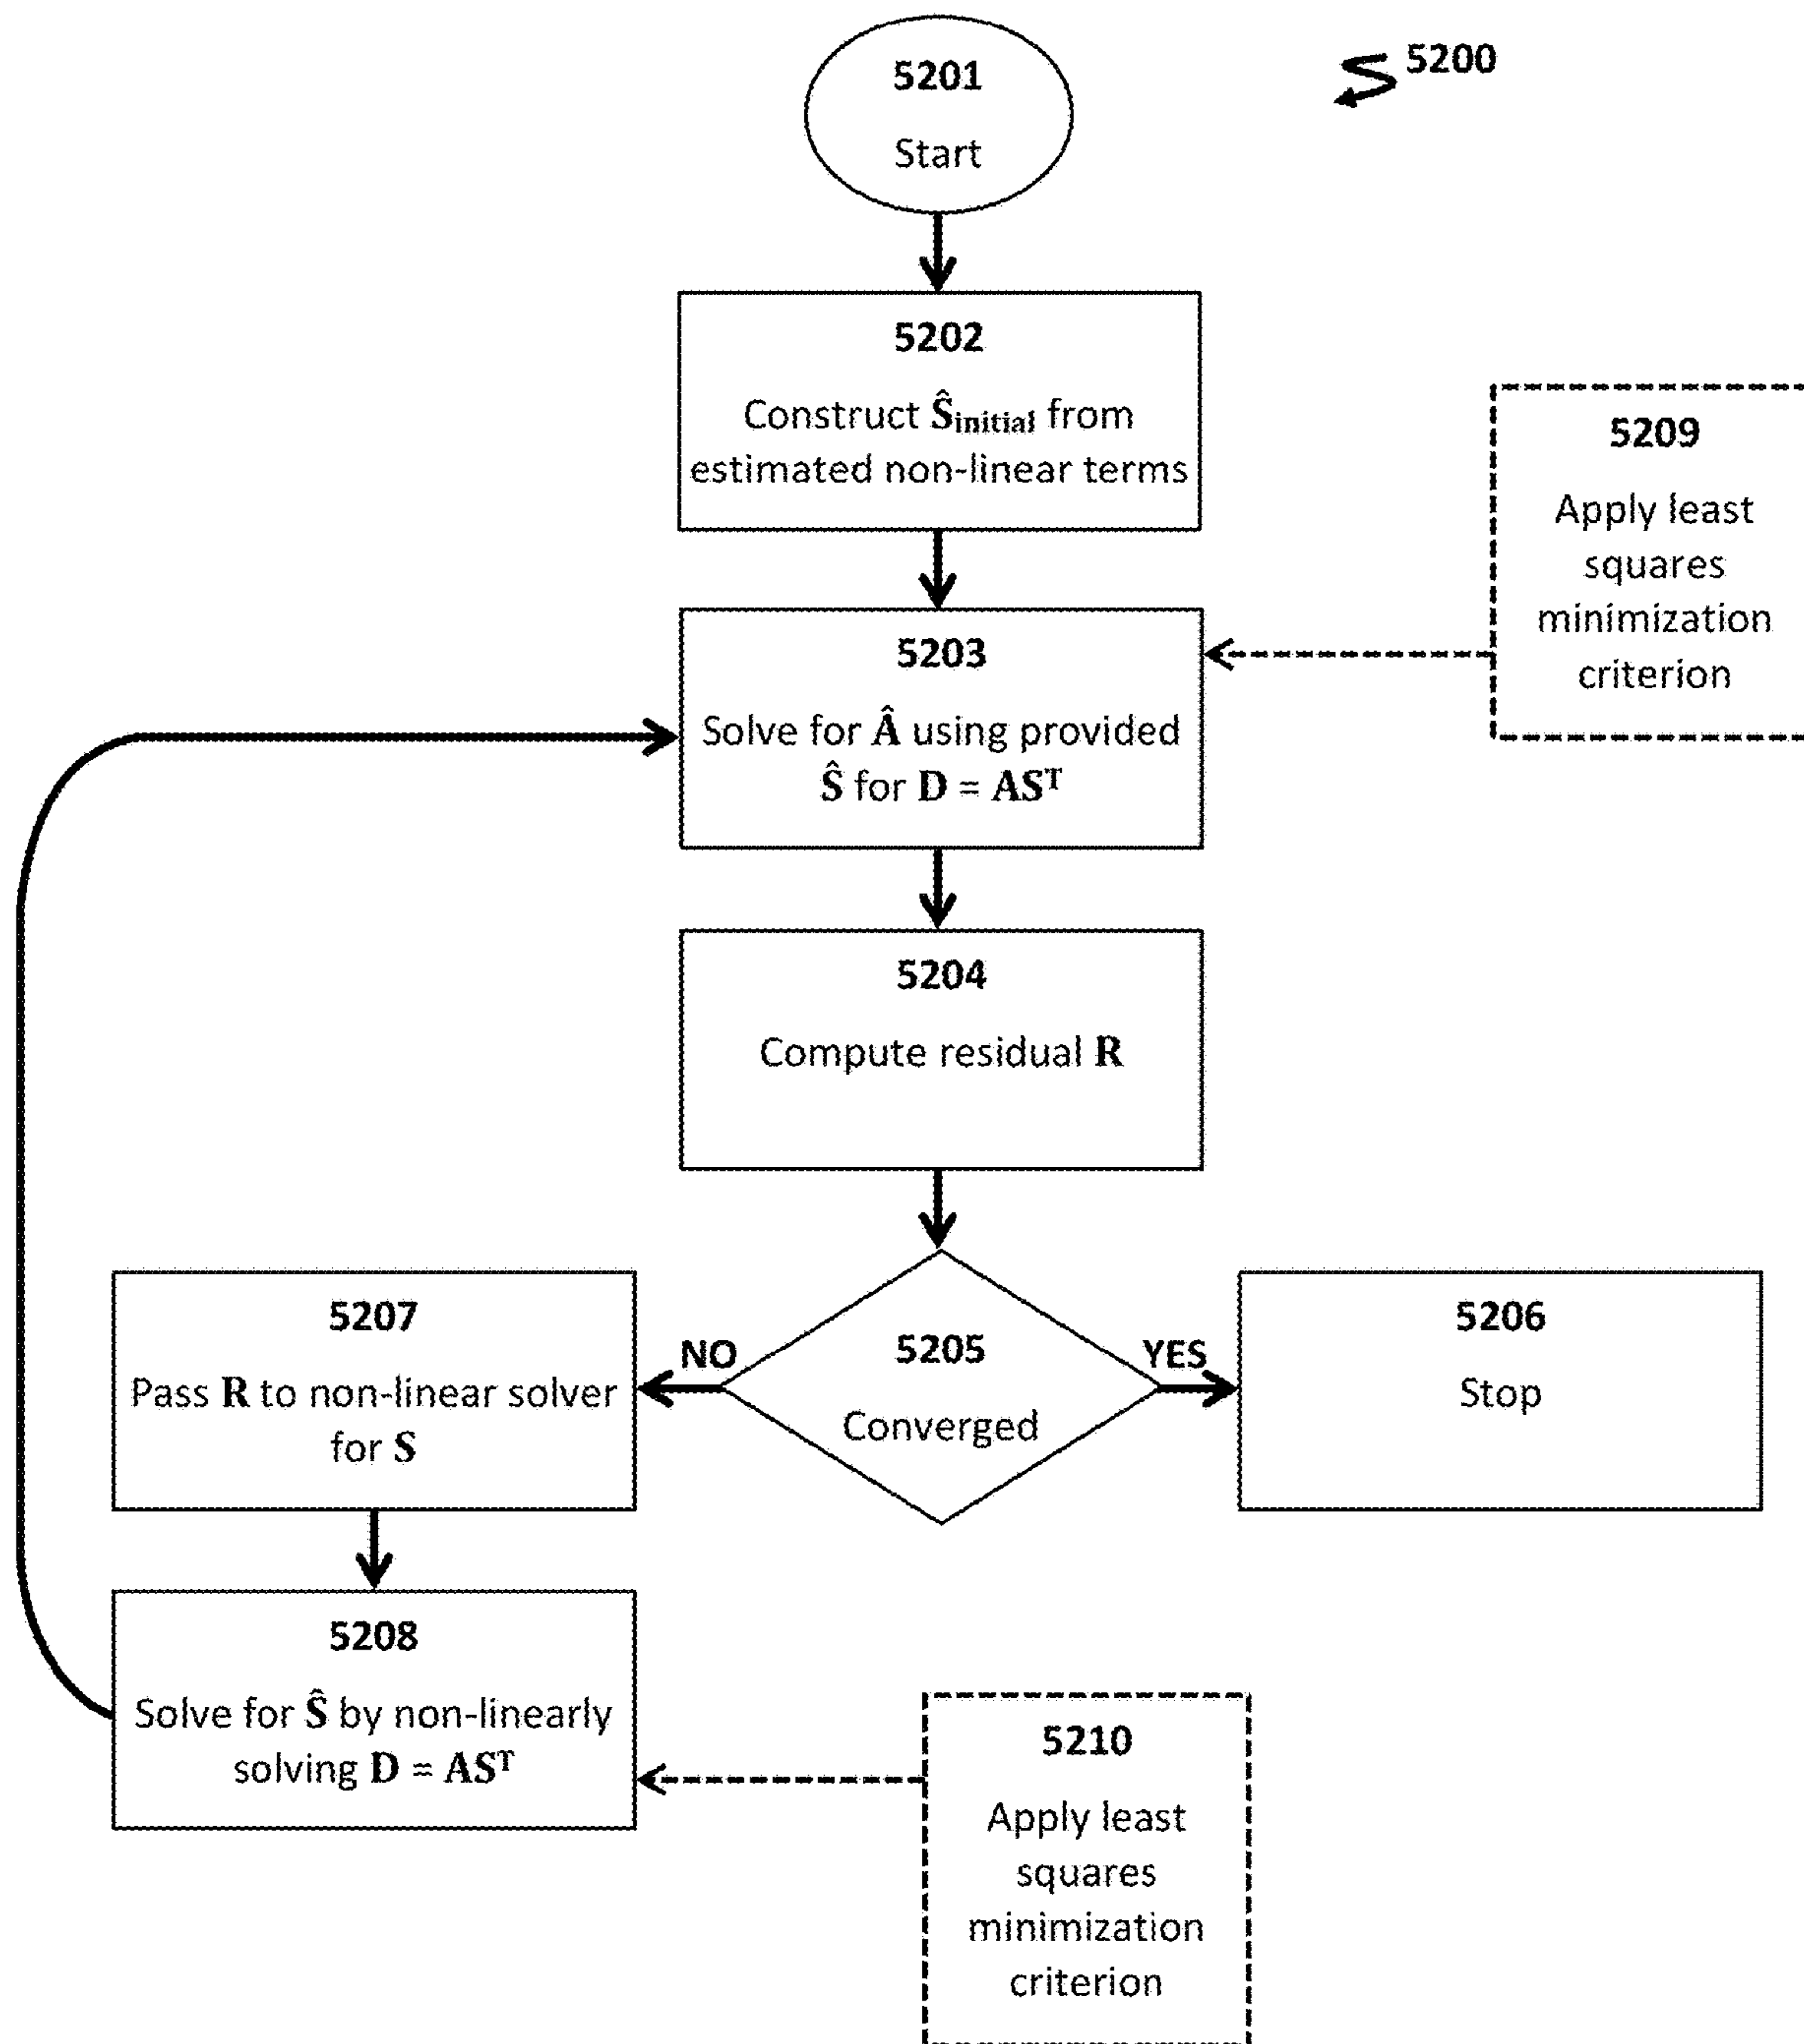 5201
Start
5200
5202
Construct Ŝinitial from
estimated non-linear terms
5209
Apply least
squares
minimization
criterion
5203
Solve for Â using provided
Ŝ for D = ASᵀ
5204
Compute residual R
5207
Pass R to non-linear solver
for S
NO
5205
Converged
YES
5206
Stop
5208
Solve for Ŝ by non-linearly
solving D = ASᵀ
5210
Apply least
squares
minimization
criterion